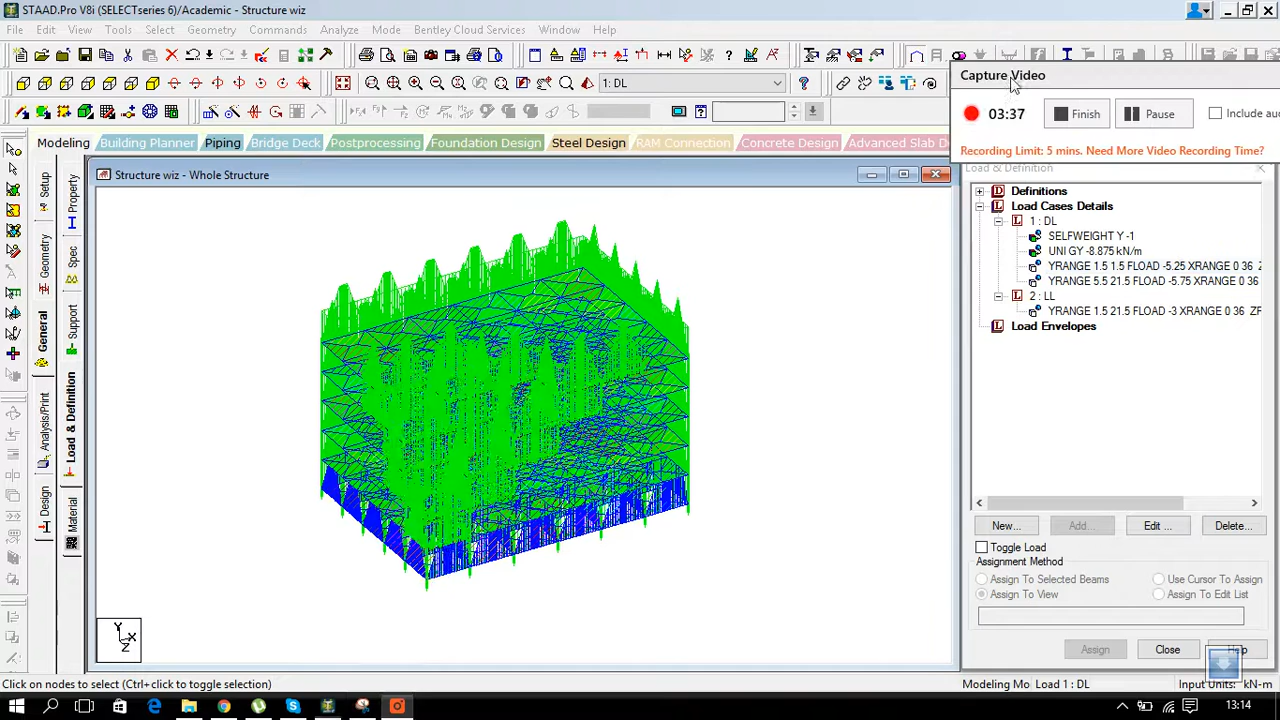 STAAD.Pro V8i (SELECTseries 6)/Academic - Structure wiz
File Edit View Tools Select Geometry Commands Analyze Mode Bentley Cloud Services Window Help
1: DL
Capture Video
03:37 Finish Pause Include au
Recording Limit: 5 mins. Need More Video Recording Time?
Modeling Building Planner Piping Bridge Deck Postprocessing Foundation Design Steel Design RAM Connection Concrete Design Advanced Slab D
Structure wiz - Whole Structure
Load & Definition
Setup
Geometry
General
Analysis/Print
Design
Property
Spec
Support
Load & Definition
Material
Definitions
Load Cases Details
1 : DL
SELFWEIGHT Y -1
UNI GY -8.875 kN/m
YRANGE 1.5 1.5 FLOAD -5.25 XRANGE 0 36 Z
YRANGE 5.5 21.5 FLOAD -5.75 XRANGE 0 36
2 : LL
YRANGE 1.5 21.5 FLOAD -3 XRANGE 0 36 ZF
Load Envelopes
New... Add... Edit ... Delete...
Toggle Load
Assignment Method
Assign To Selected Beams Use Cursor To Assign
Assign To View Assign To Edit List
Assign Close Help
Y
X
Z
Click on nodes to select (Ctrl+click to toggle selection) Modeling Mo Load 1 : DL Input Units: kN-m
13:14